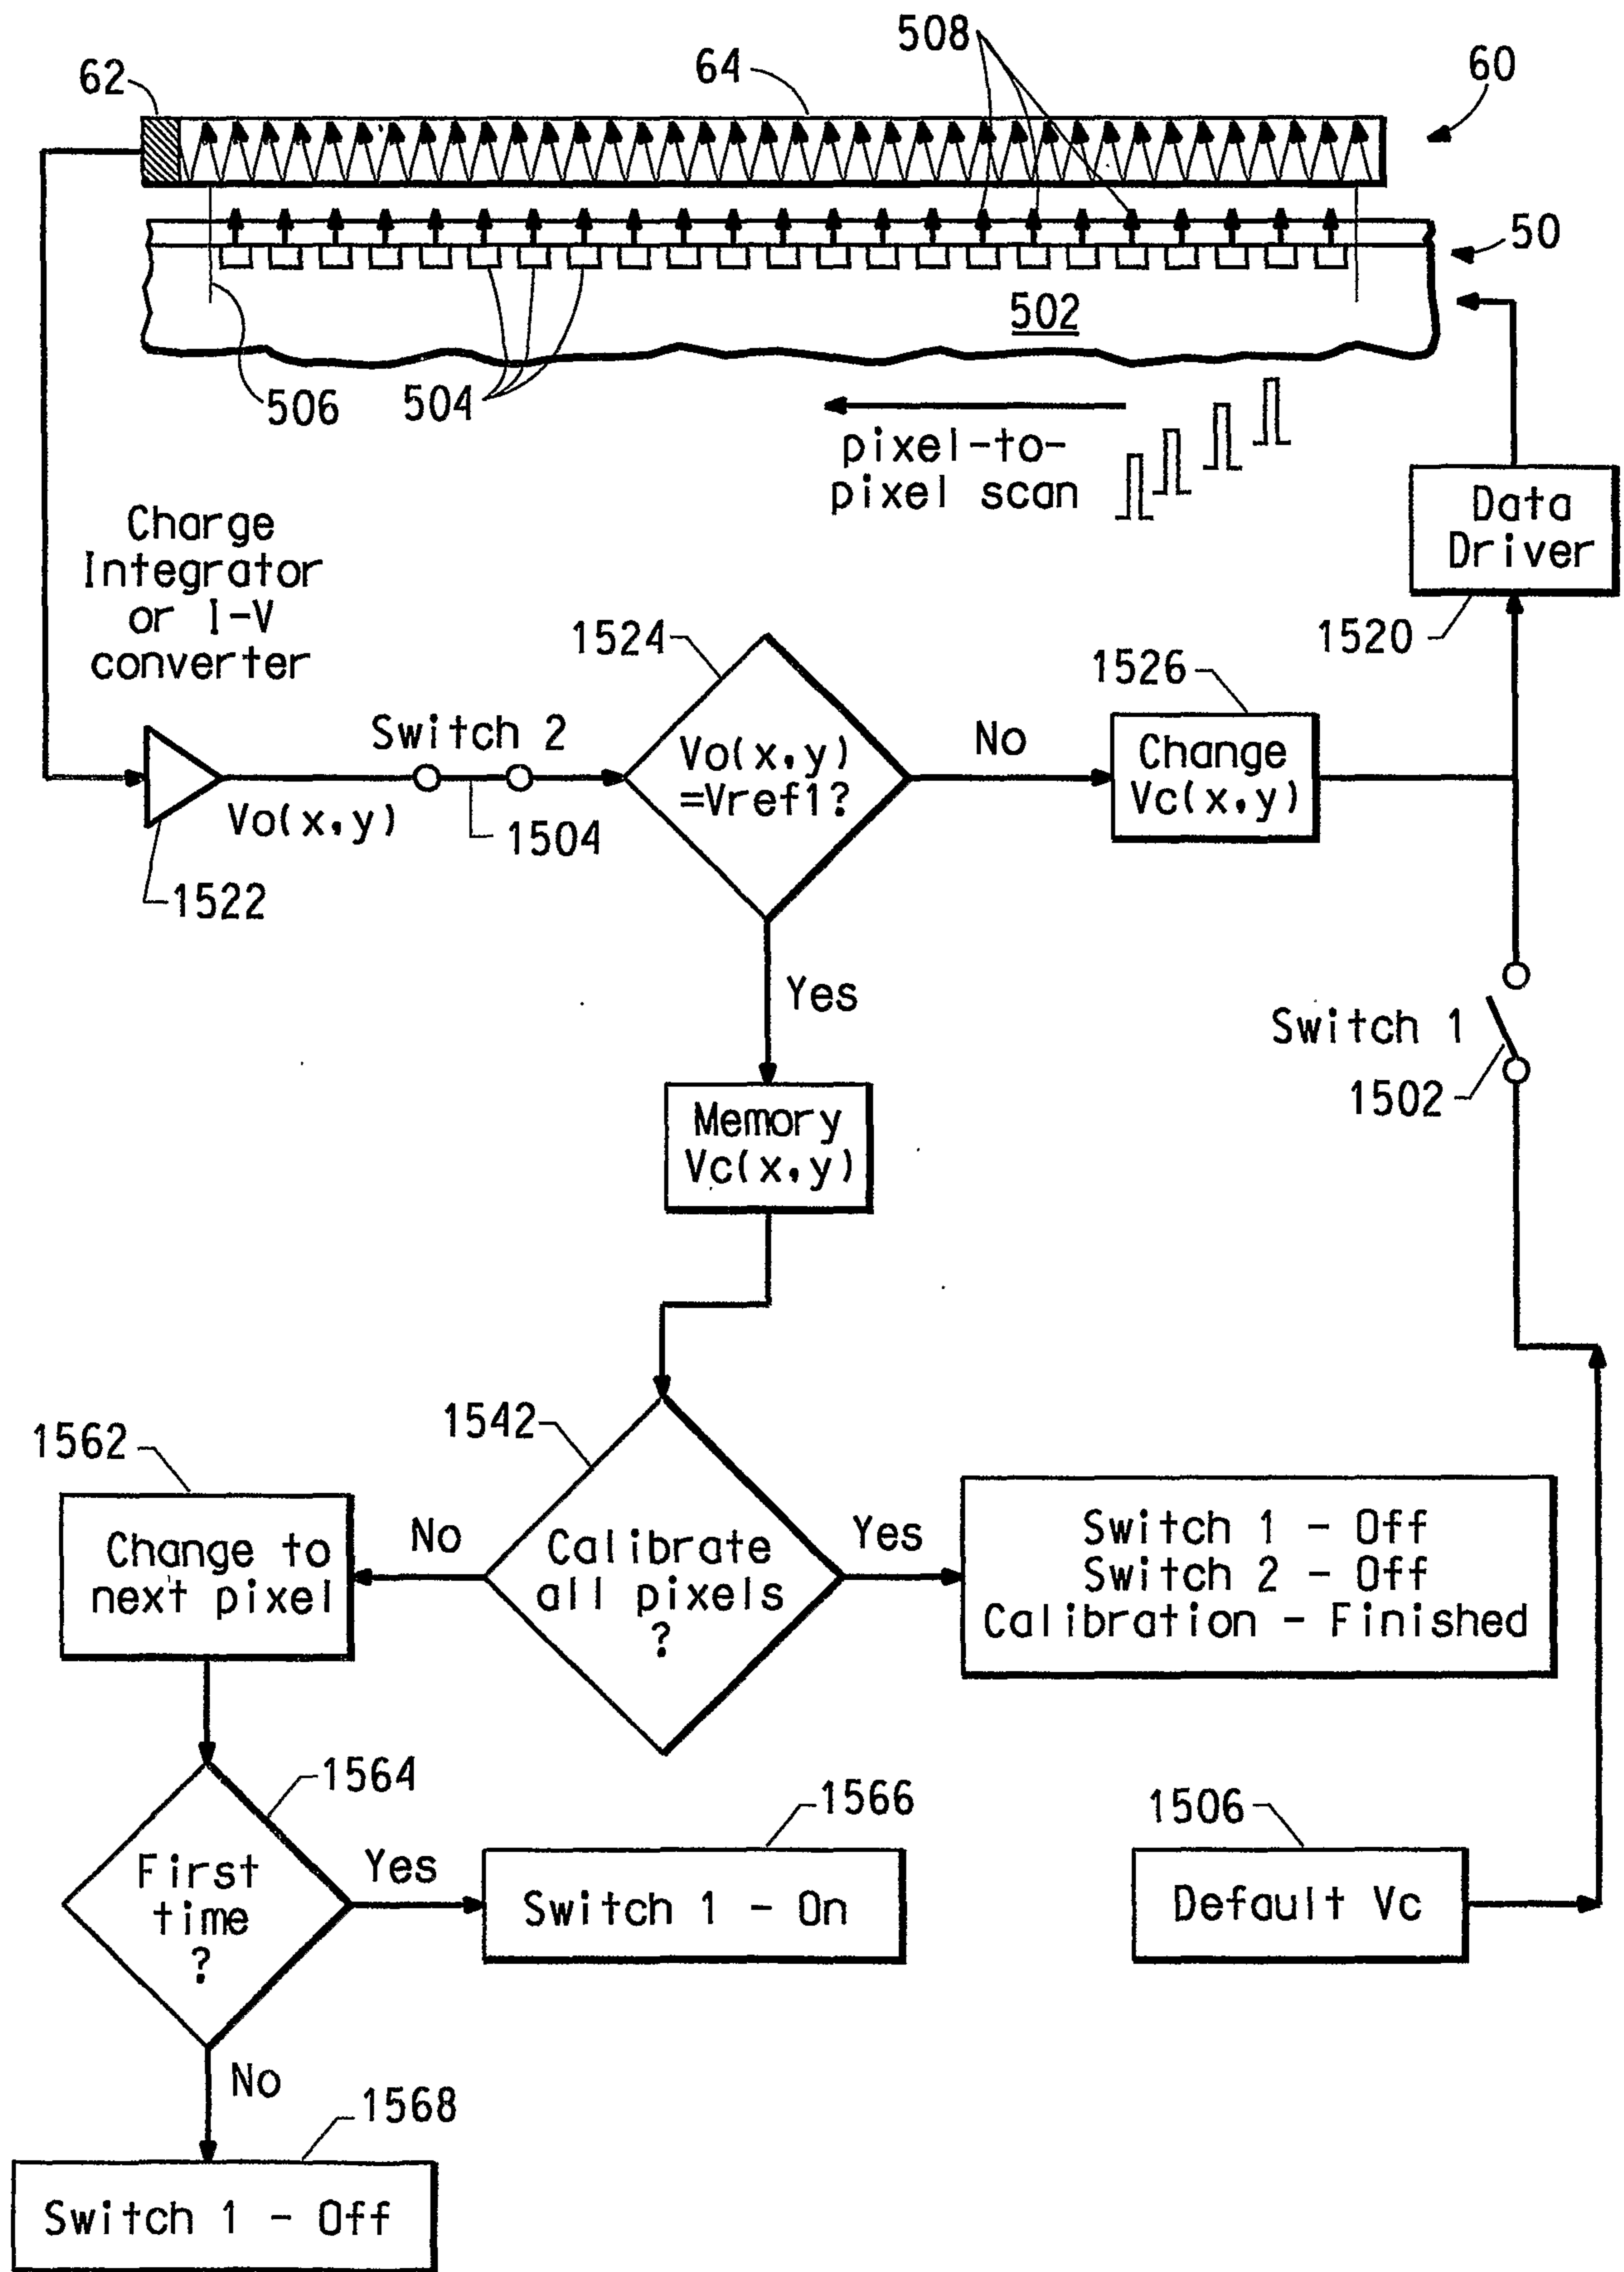 508
62
64
60
50
502
506
504
pixel-to-
pixel scan
Data
Driver
1520
Charge
Integrator
or I-V
converter
1524
1526
Switch 2
Vo(x,y)
=Vref1?
No
Change
Vc(x,y)
Vo(x,y)
1504
1522
Yes
Switch 1
1502
Memory
Vc(x,y)
1542
1562
Change to
next pixel
No
Calibrate
all pixels
?
Yes
Switch 1 - Off
Switch 2 - Off
Calibration - Finished
1564
1566
1506
First
time
?
Yes
Switch 1 - On
Default Vc
No
1568
Switch 1 - Off